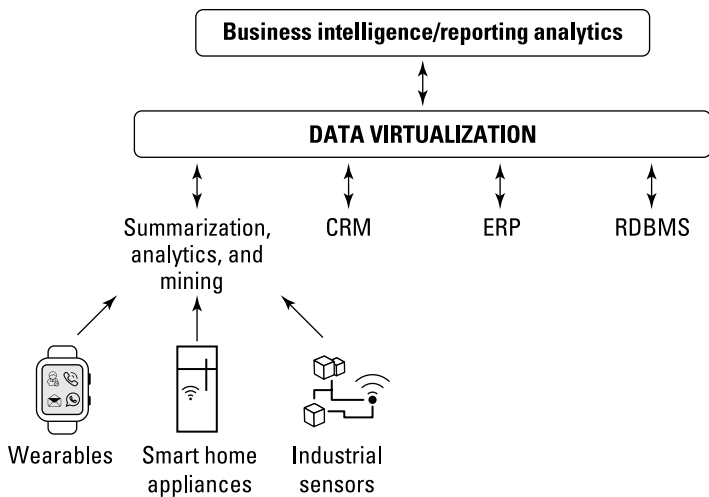 Business intelligence/reporting analytics
DATA VIRTUALIZATION
Summarization,
analytics, and
mining
CRM
ERP
RDBMS
Wearables
Smart home
appliances
Industrial
sensors